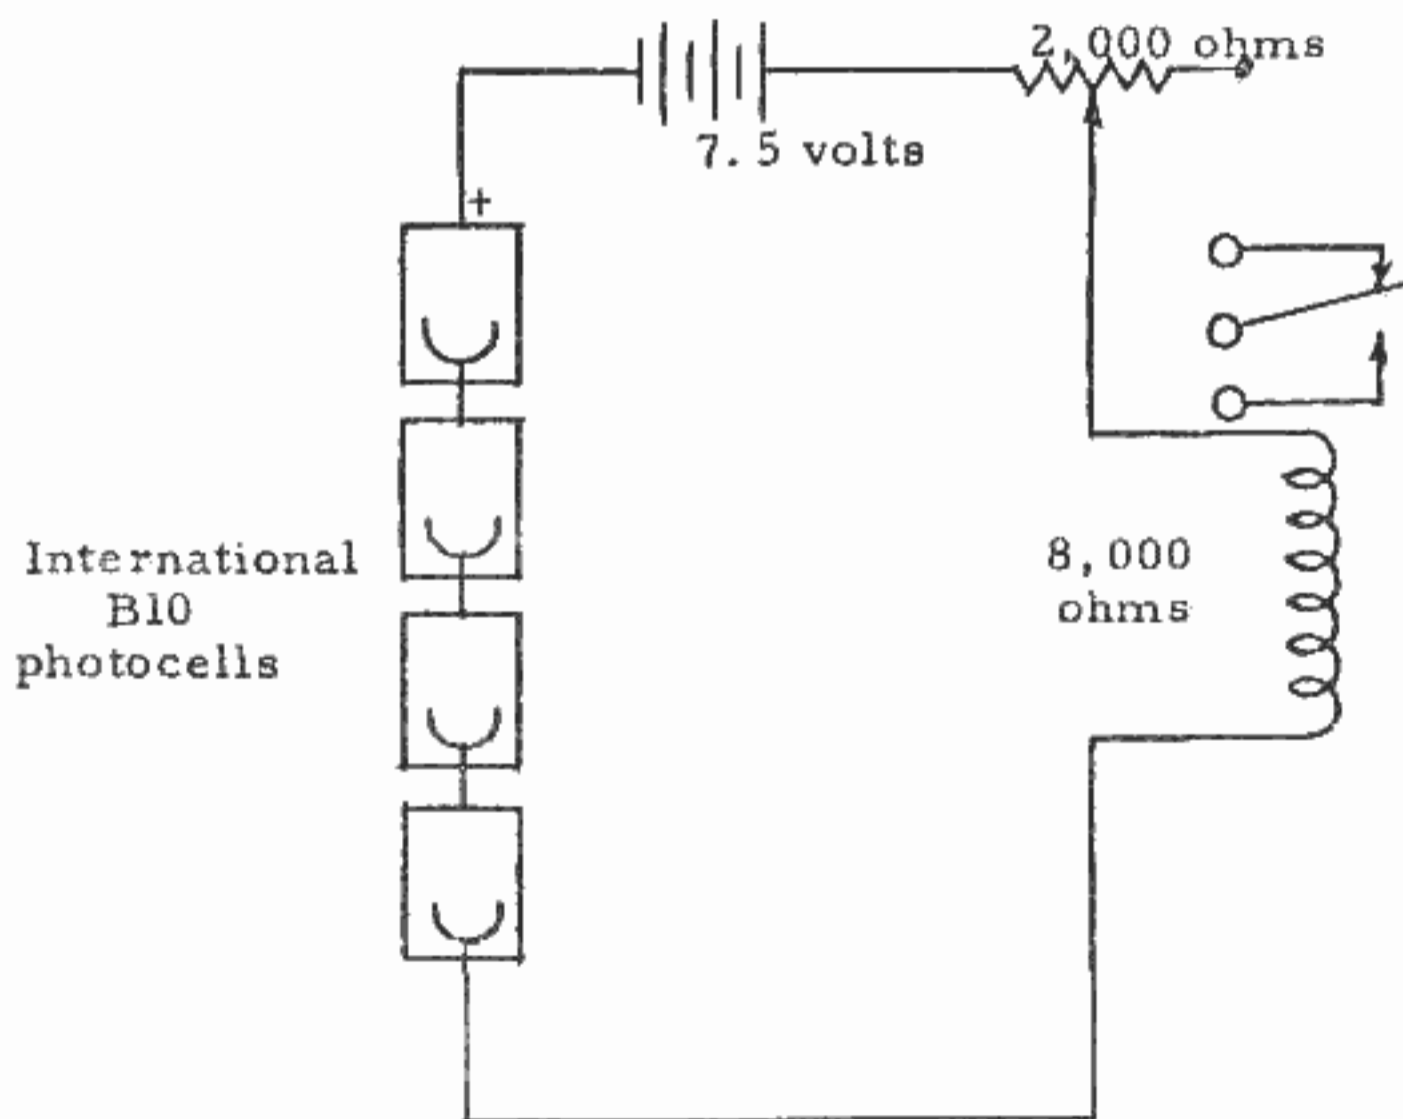 2,000 ohms
7.5 volts
+
International
B10
photocells
8,000
ohms